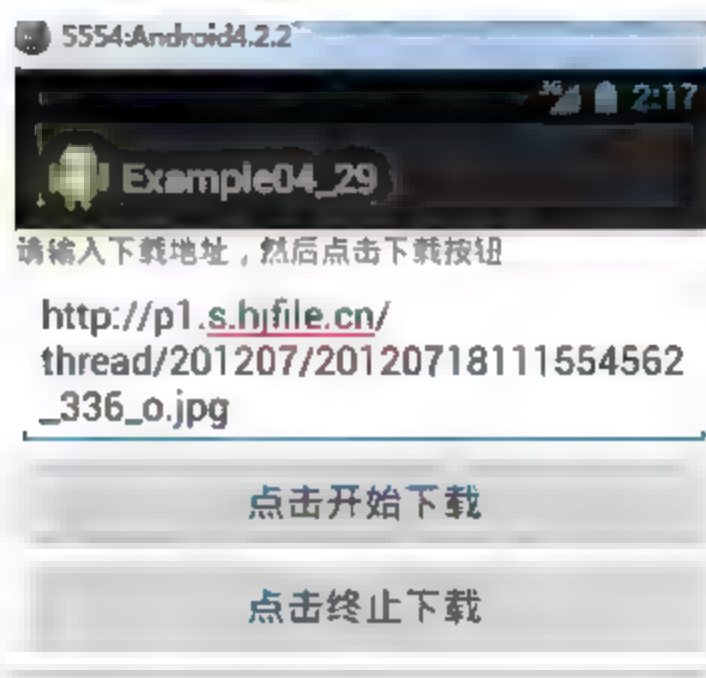 5554:Android4.2.2
3G 2:17
Example04_29
请输入下载地址，然后点击下载按钮
http://p1.s.hjfile.cn/
thread/201207/20120718111554562
_336_o.jpg
点击开始下载
点击终止下载